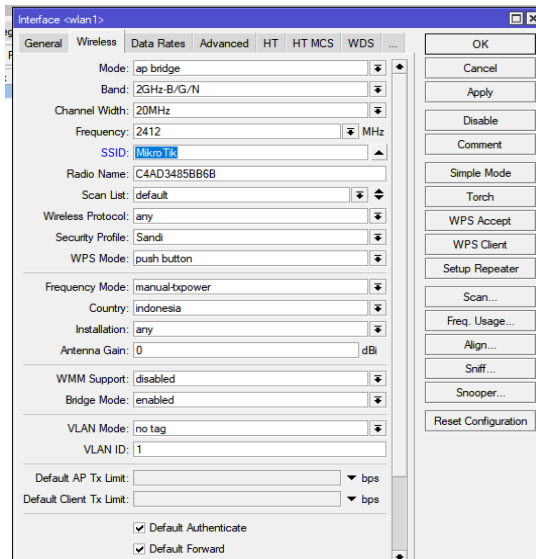 Interface <wlan1>
General Wireless Data Rates Advanced HT HT MCS WDS ...
Mode: ap bridge
Band: 2GHz-B/G/N
Channel Width: 20MHz
Frequency: 2412 MHz
SSID: MikroTik
Radio Name: C4AD3485BB6B
Scan List: default
Wireless Protocol: any
Security Profile: Sandi
WPS Mode: push button
Frequency Mode: manual-txpower
Country: indonesia
Installation: any
Antenna Gain: 0 dBi
WMM Support: disabled
Bridge Mode: enabled
VLAN Mode: no tag
VLAN ID: 1
Default AP Tx Limit: bps
Default Client Tx Limit: bps
Default Authenticate
Default Forward
OK
Cancel
Apply
Disable
Comment
Simple Mode
Torch
WPS Accept
WPS Client
Setup Repeater
Scan...
Freq. Usage...
Align...
Sniff...
Snooper...
Reset Configuration